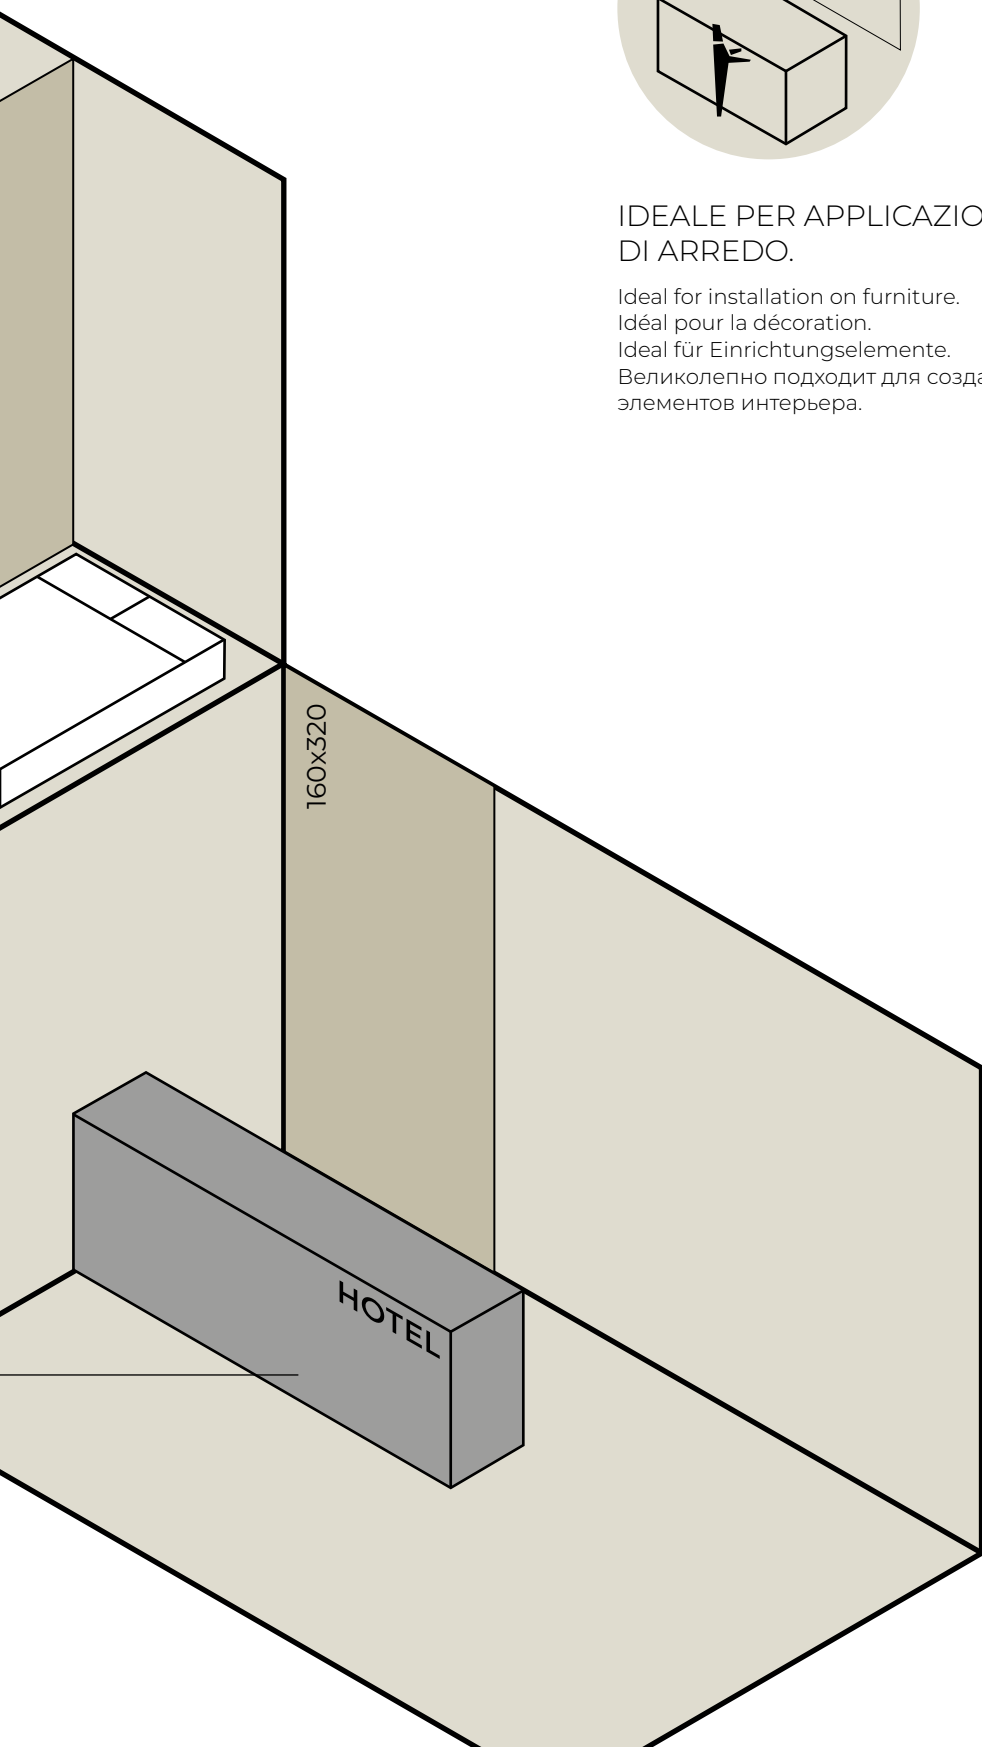 IDEALE PER APPLICAZIO
DI ARREDO.
Ideal for installation on furniture.
Idéal pour la décoration.
Ideal für Einrichtungselemente.
Великолепно подходит для созда
элементов интерьера.
160x320
HOTEL